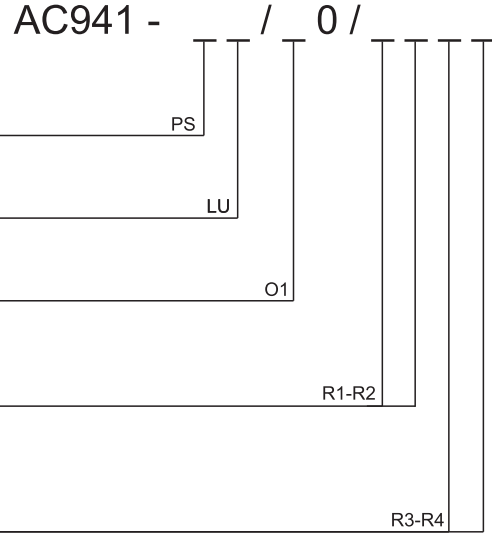 AC941 - _ _ / _ 0 / _ _ _ _
PS
LU
O1
R1-R2
R3-R4